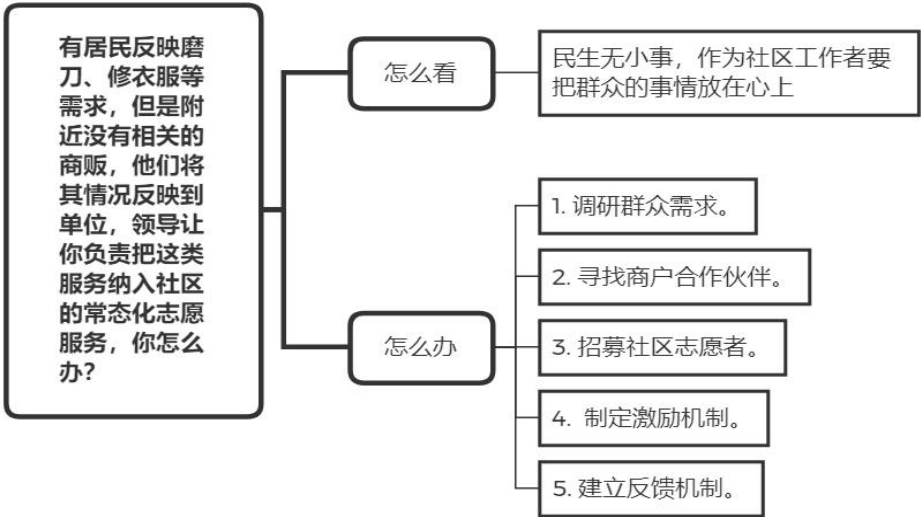 有居民反映磨
刀、修衣服等
需求，但是附
近没有相关的
商贩，他们将
其情况反映到
单位，领导让
你负责把这类
服务纳入社区
的常态化志愿
服务，你怎么
办？
怎么看
民生无小事，作为社区工作者要
把群众的事情放在心上
怎么办
1. 调研群众需求。
2. 寻找商户合作伙伴。
3. 招募社区志愿者。
4. 制定激励机制。
5. 建立反馈机制。